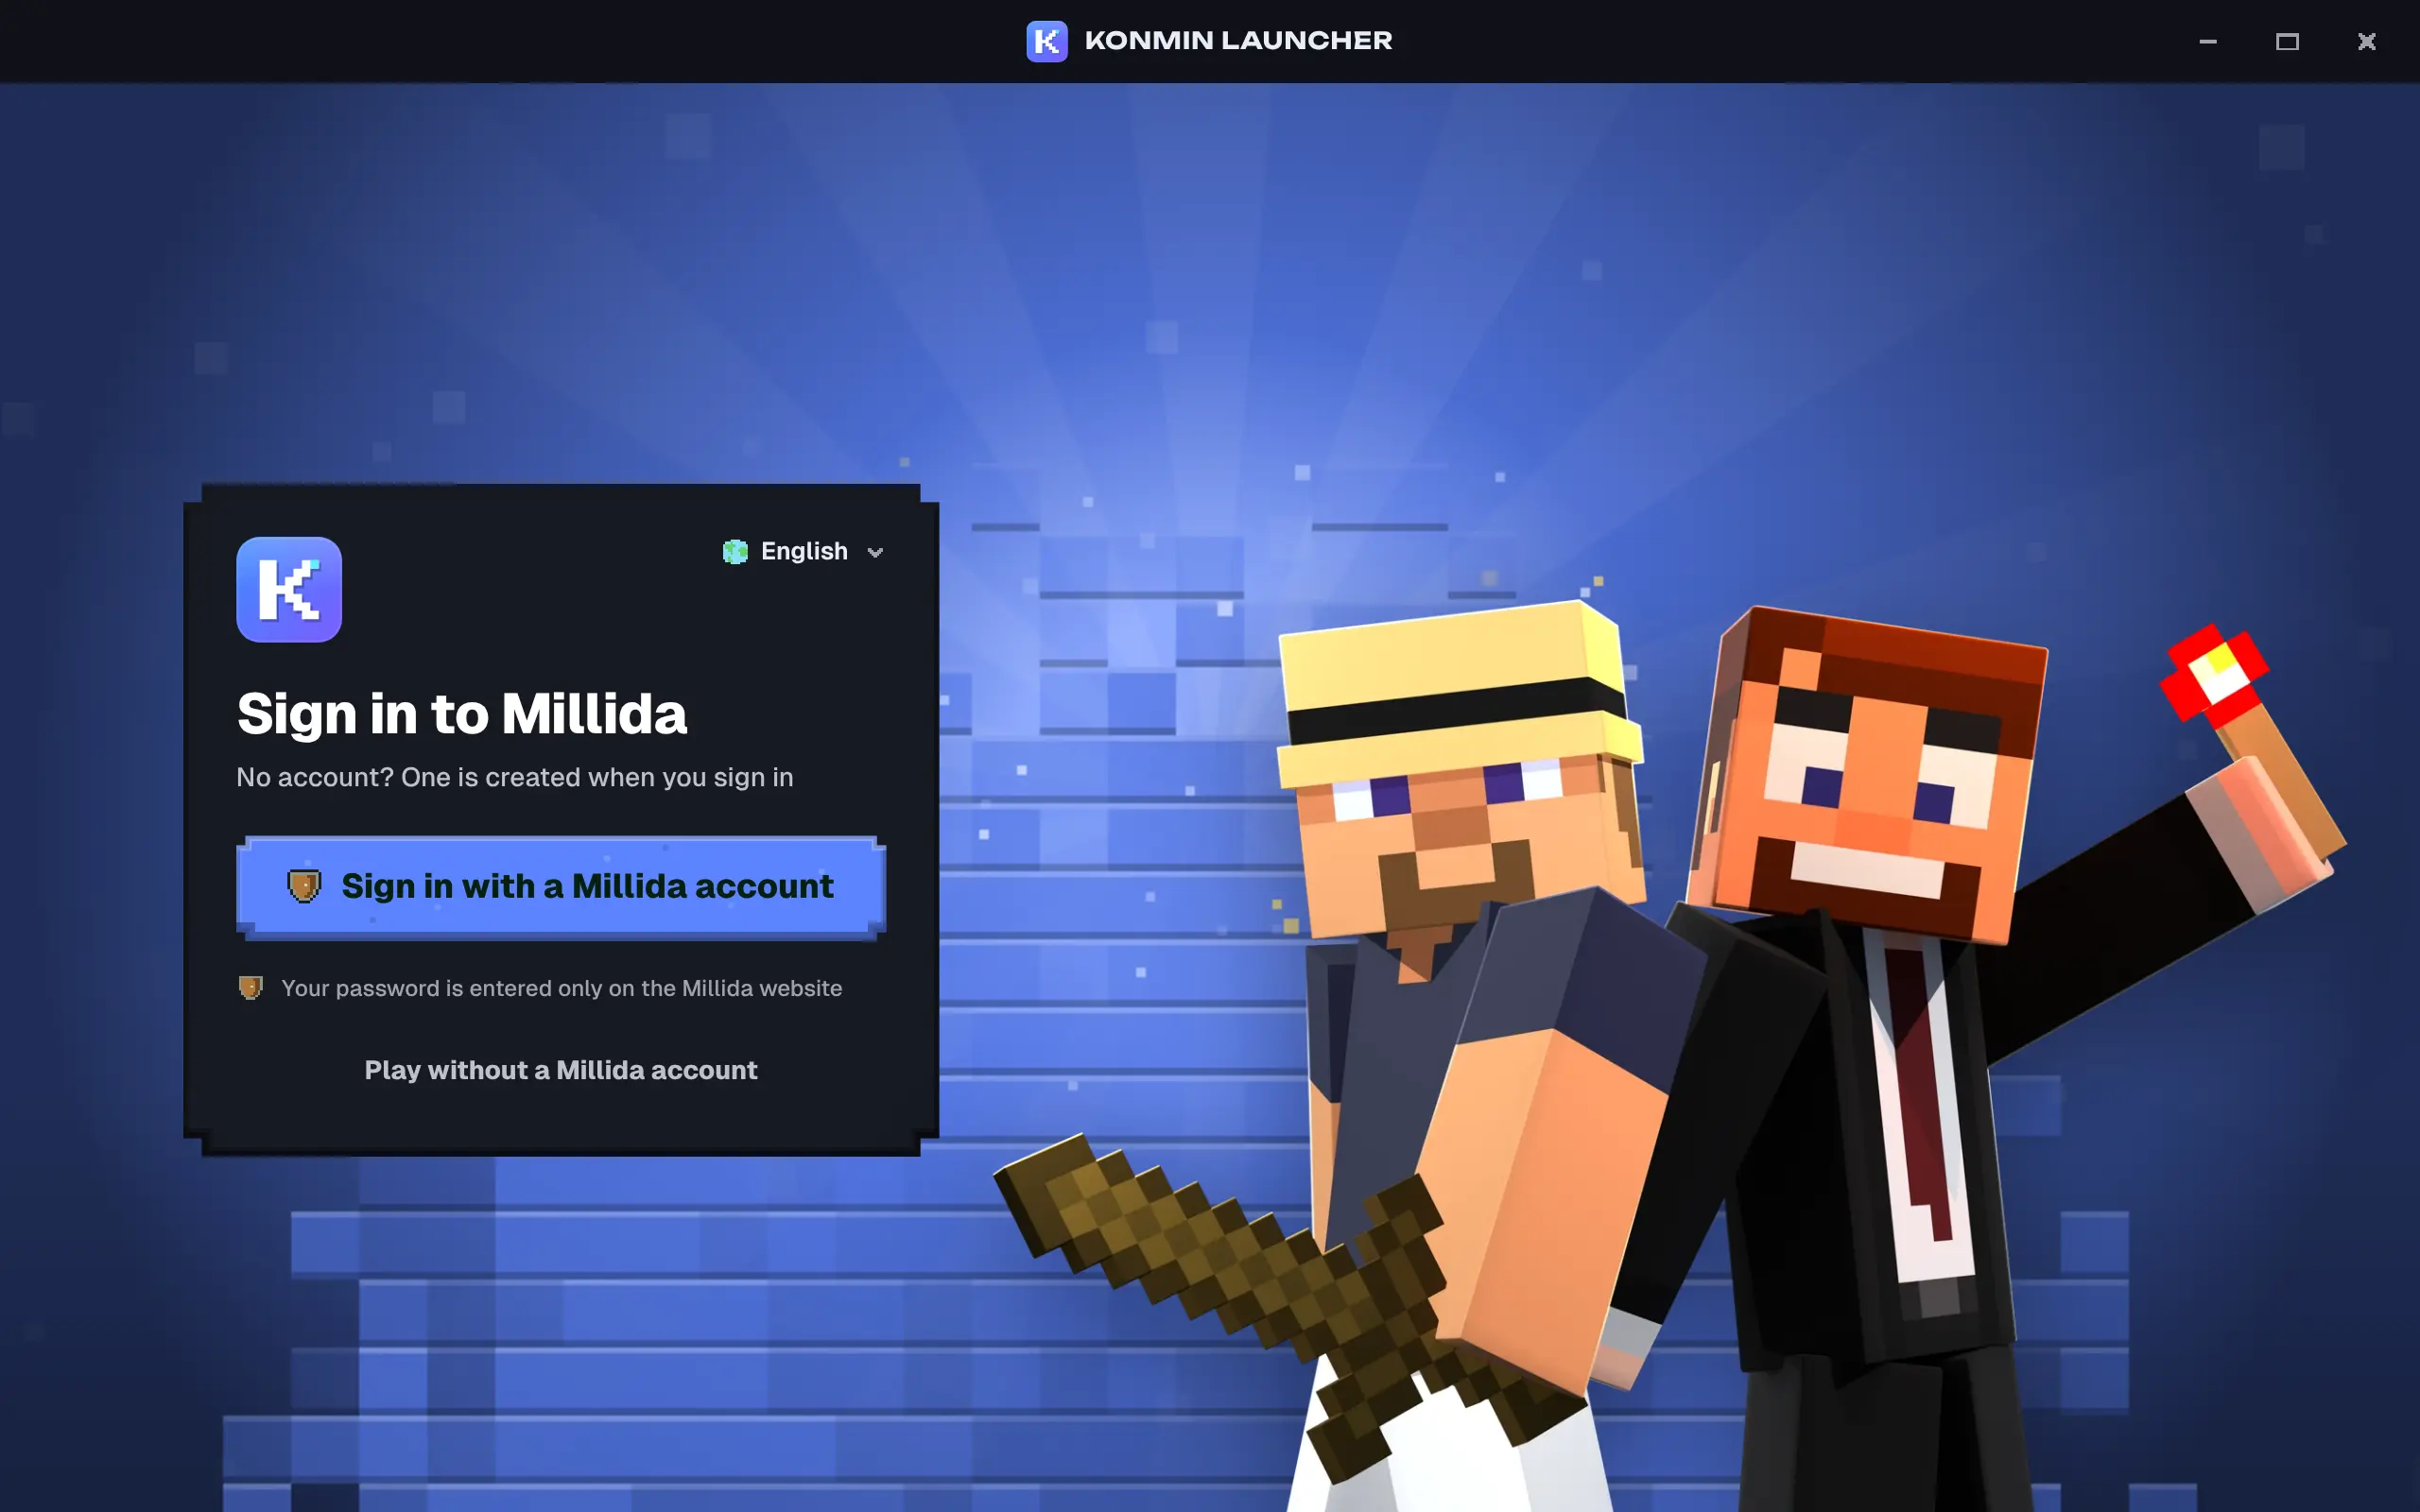 KONMIN LAUNCHER
English
Sign in to Millida
No account? One is created when you sign in
Sign in with a Millida account
Your password is entered only on the Millida website
Play without a Millida account